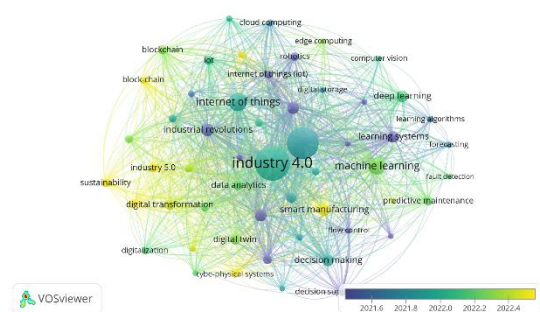 cloud computing
edge computing
blockchain
robotics
iot
computer vision
internet of things (iot)
block-chain
digital storage
deep learning
internet of things
learning algorithms
industrial revolutions
learning systems
forecasting
industry 4.0
machine learning
industry 5.0
fault detection
sustainability
data analytics
predictive maintenance
digital transformation
smart manufacturing
flow control
digital twin
digitalization
decision making
cyber-physical systems
decision sup
VOSviewer
2021.6 2021.8 2022.0 2022.2 2022.4